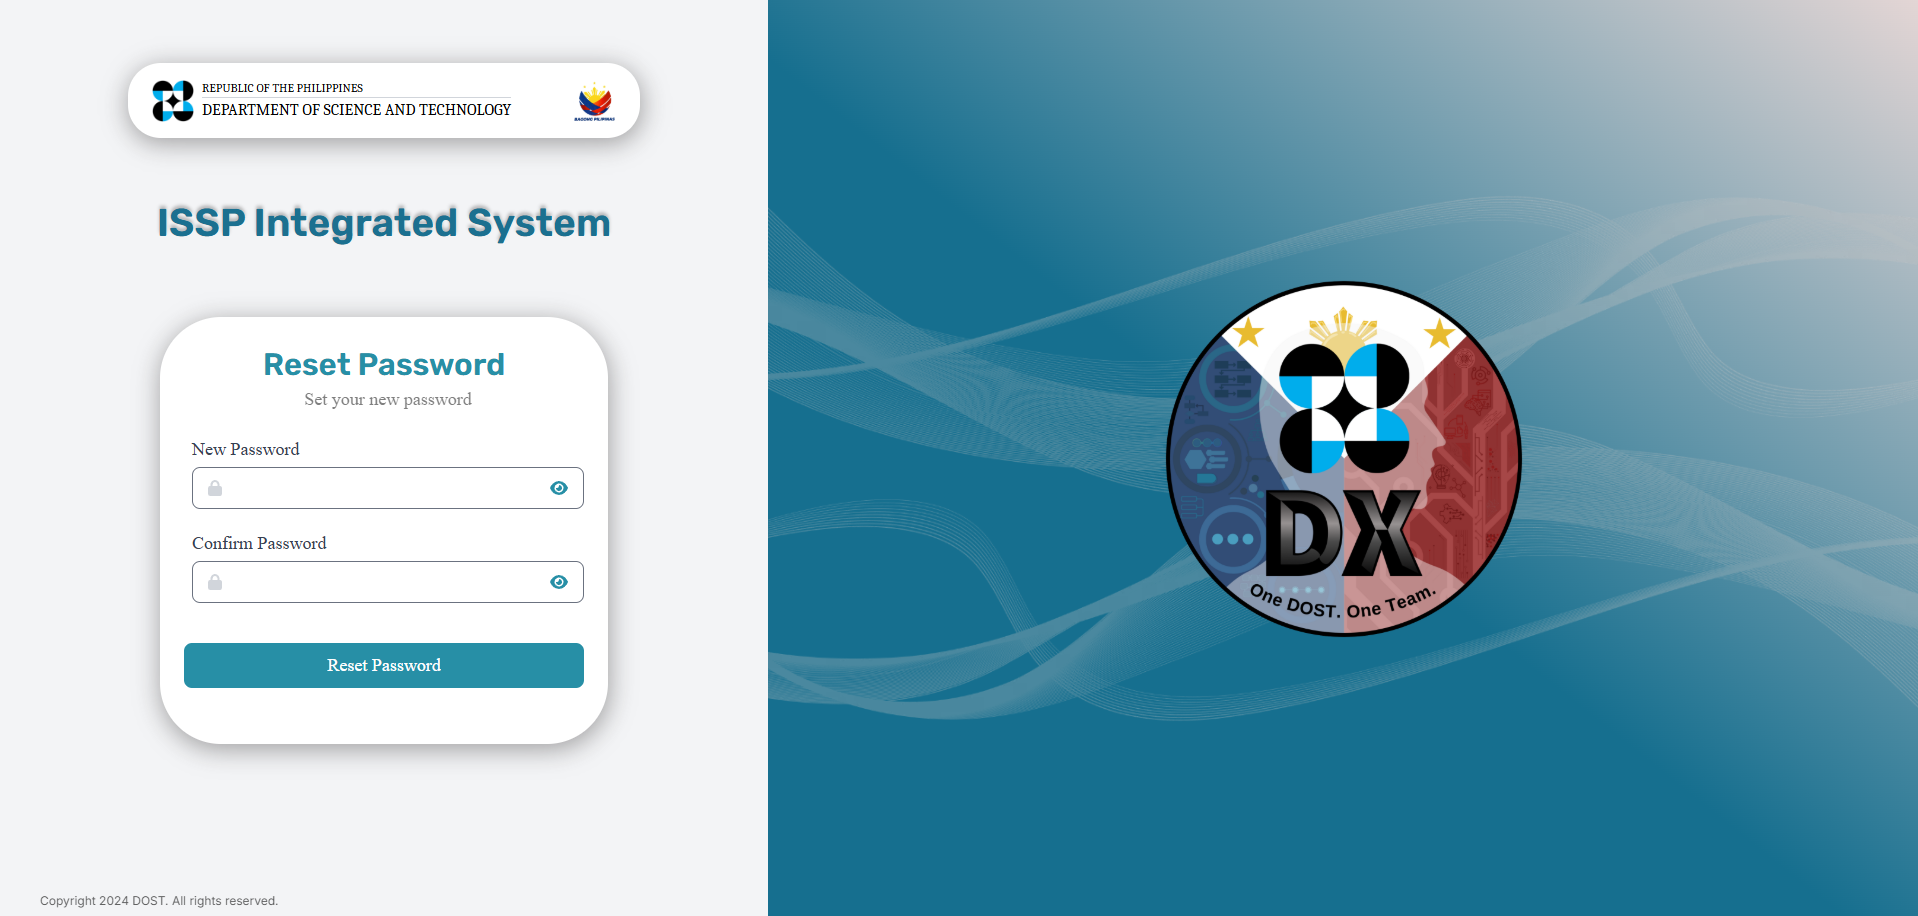 REPUBLIC OF THE PHILIPPINES
DEPARTMENT OF SCIENCE AND TECHNOLOGY
BAGONG PILIPINAS
ISSP Integrated System
Reset Password
Set your new password
New Password
Confirm Password
Reset Password
Copyright 2024 DOST. All rights reserved.
DX
One DOST. One Team.